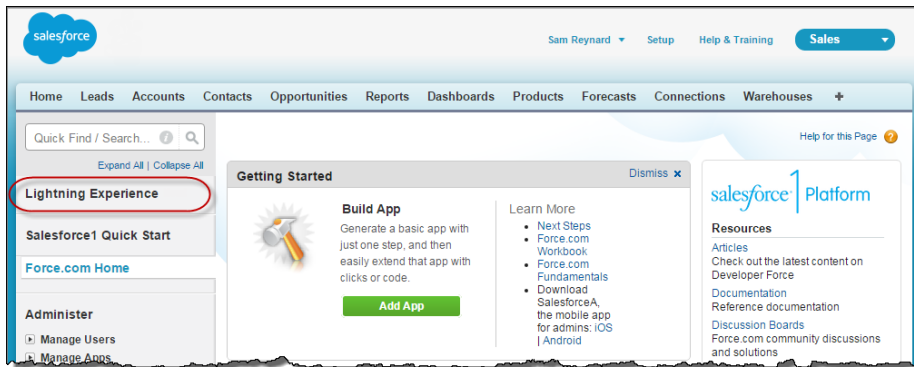 salesforce
Sam Reynard Setup Help & Training Sales
Home Leads Accounts Contacts Opportunities Reports Dashboards Products Forecasts Connections Warehouses +
Quick Find / Search...
Expand All | Collapse All
Lightning Experience
Salesforce1 Quick Start
Force.com Home
Administer
Manage Users
Manage Apps
Help for this Page ?
Getting Started
Dismiss x
Build App
Generate a basic app with
just one step, and then
easily extend that app with
clicks or code.
Add App
Learn More
• Next Steps
• Force.com
Workbook
• Force.com
Fundamentals
• Download
SalesforceA,
the mobile app
for admins: iOS
| Android
salesforce1 Platform
Resources
Articles
Check out the latest content on
Developer Force
Documentation
Reference documentation
Discussion Boards
Force.com community discussions
and solutions